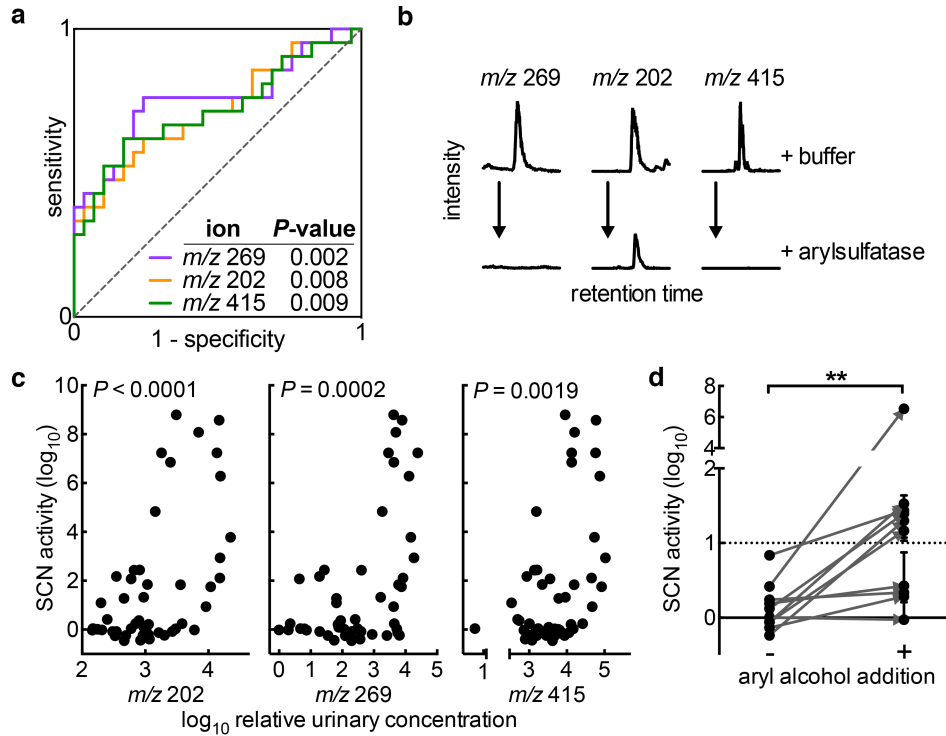 a
1
sensitivity
0
0
1 - specificity
1
ion P-value
m/z 269 0.002
m/z 202 0.008
m/z 415 0.009
b
m/z 269 m/z 202 m/z 415
intensity
+ buffer
+ arylsulfatase
retention time
c
SCN activity (log10)
10
8
6
4
2
0
P < 0.0001
2 3 4
m/z 202
P = 0.0002
0 1 2 3 4 5
m/z 269
P = 0.0019
1 3 4 5
m/z 415
log10 relative urinary concentration
d
**
SCN activity (log10)
8
6
4
2
1
0
- +
aryl alcohol addition